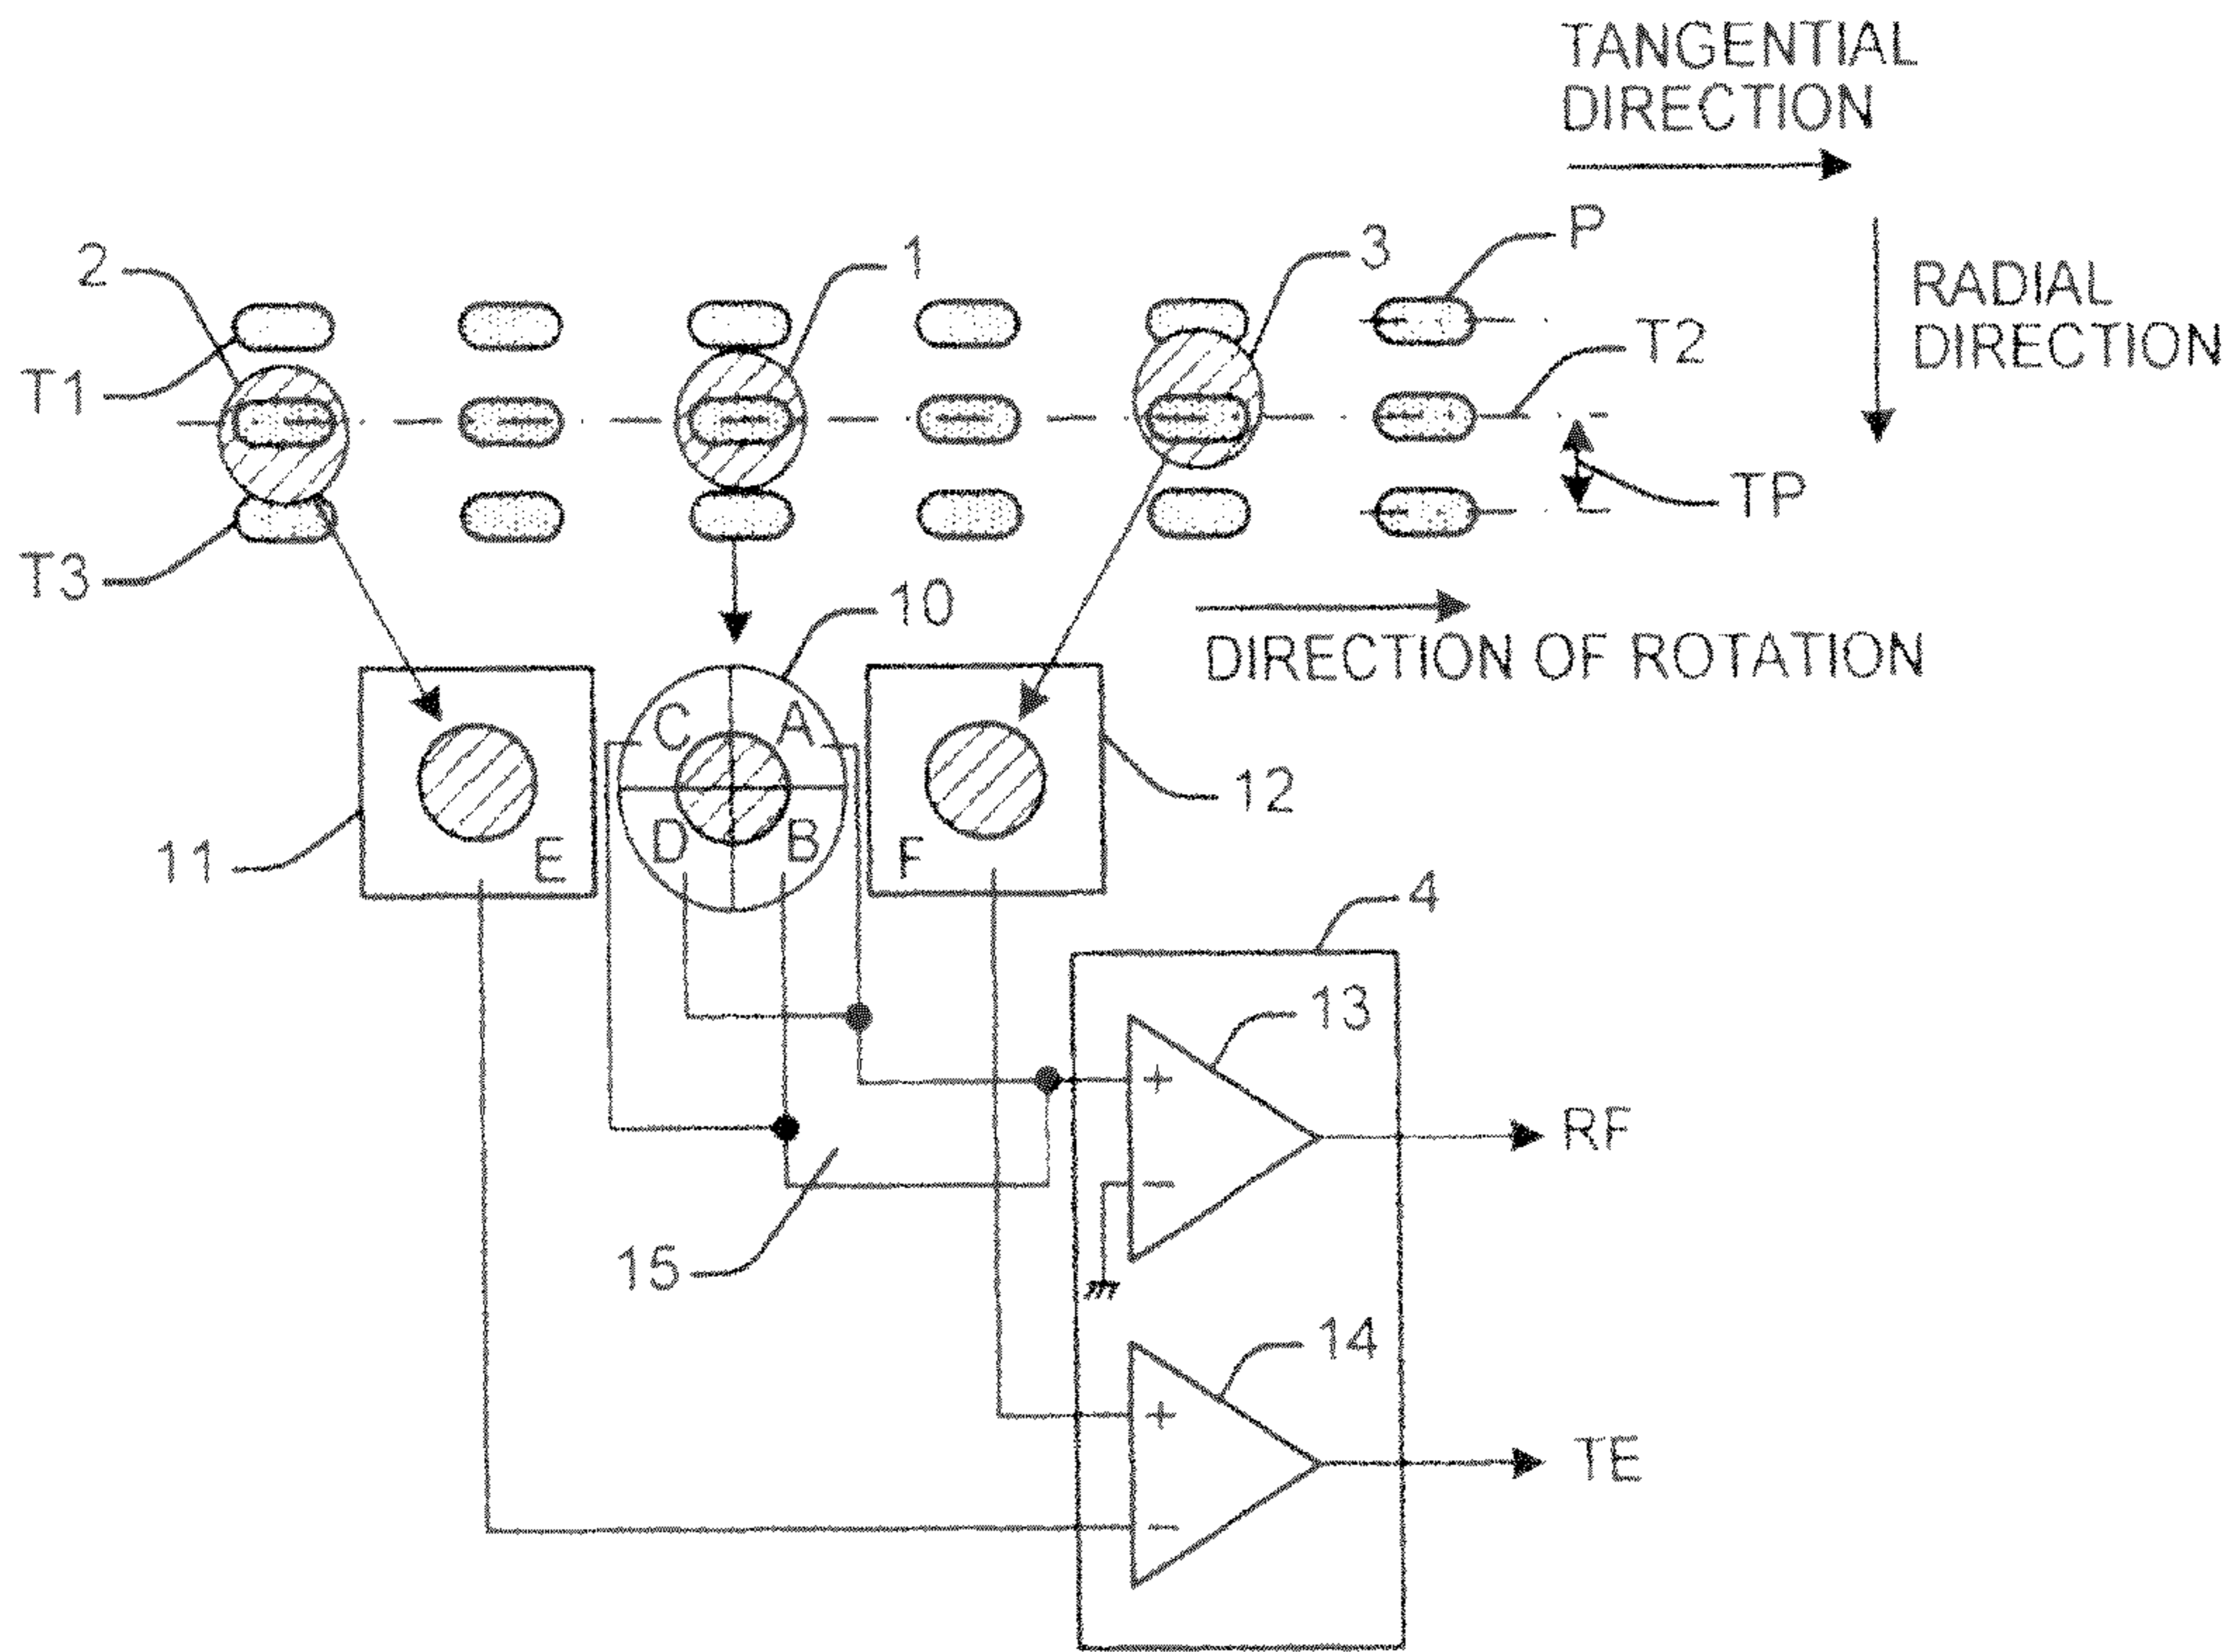 TANGENTIAL
DIRECTION
P
2
1
3
RADIAL
DIRECTION
T1
T2
TP
T3
10
DIRECTION OF ROTATION
C
A
12
D
B
11
E
F
4
13
+
RF
−
15
14
+
TE
−